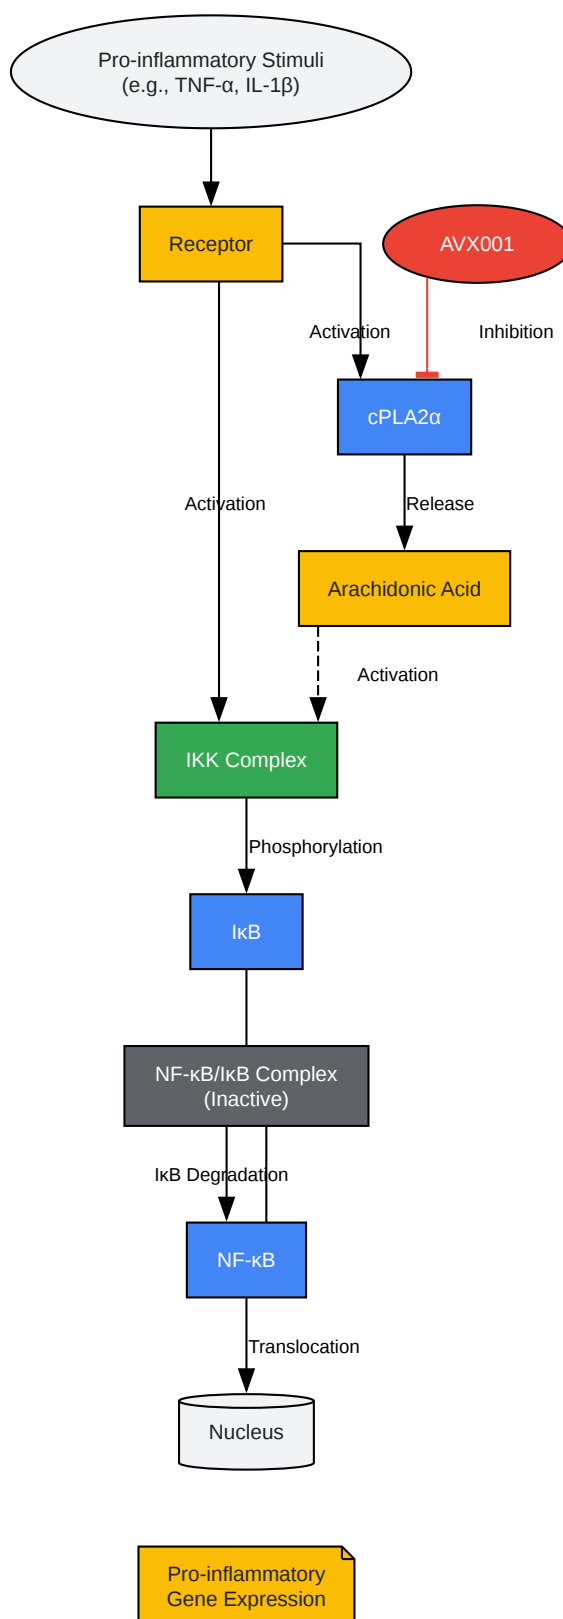 Pro-inflammatory Stimuli
(e.g., TNF-α, IL-1β)
Receptor
AVX001
Activation
Inhibition
cPLA2α
Activation
Release
Arachidonic Acid
Activation
IKK Complex
Phosphorylation
IκB
NF-κB/IκB Complex
(Inactive)
IκB Degradation
NF-κB
Translocation
Nucleus
Pro-inflammatory
Gene Expression